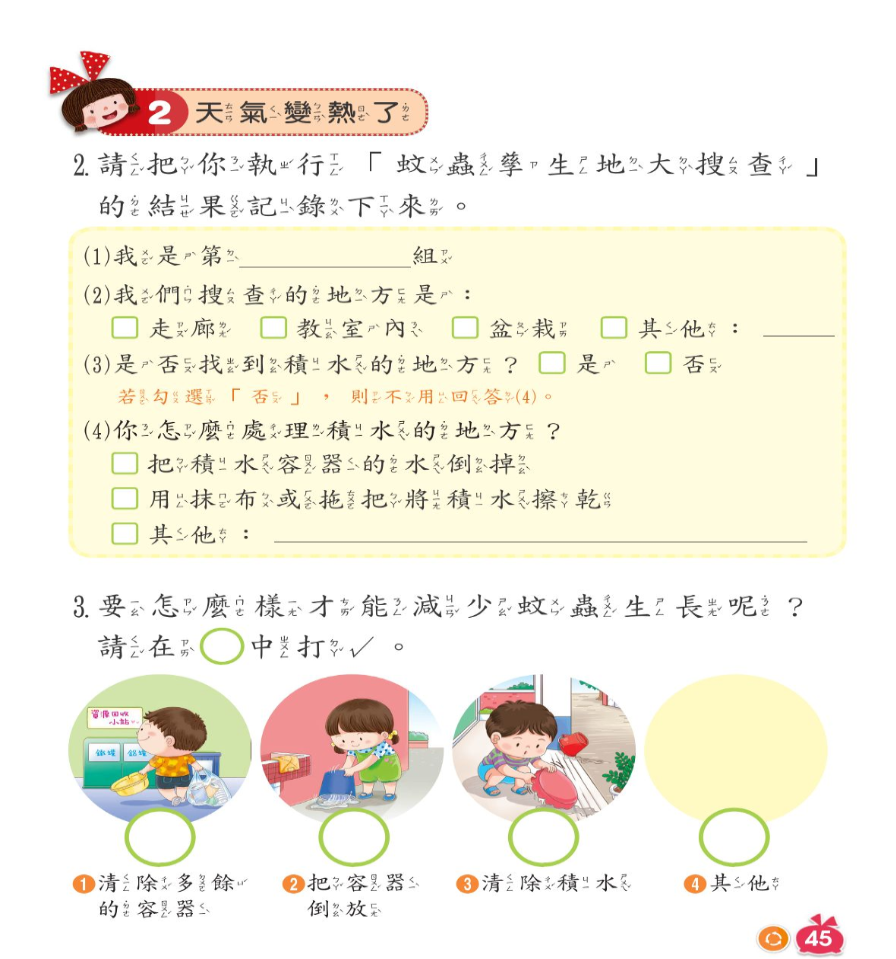 2 天氣變熱了
2. 請把你執行「蚊蟲孳生地大搜查」
的結果記錄下來。
(1)我是第__________組
(2)我們搜查的地方是：
□ 走廊 □ 教室內 □ 盆栽 □ 其他：______
(3)是否找到積水的地方？ □ 是 □ 否
若勾選「否」，則不用回答(4)。
(4)你怎麼處理積水的地方？
□ 把積水容器的水倒掉
□ 用抹布或拖把將積水擦乾
□ 其他：______________________________
3. 要怎麼樣才能減少蚊蟲生長呢？
請在○中打✓。
資源回收
小站
鐵罐 鋁罐
1 清除多餘
的容器
2 把容器
倒放
3 清除積水
4 其他
45